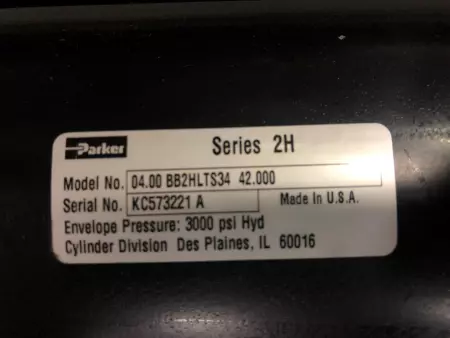 Parker Series 2H
Model No. 04.00 BB2HLTS34 42.000
Serial No. KC573221 A Made In U.S.A.
Envelope Pressure: 3000 psi Hyd
Cylinder Division Des Plaines, IL 60016